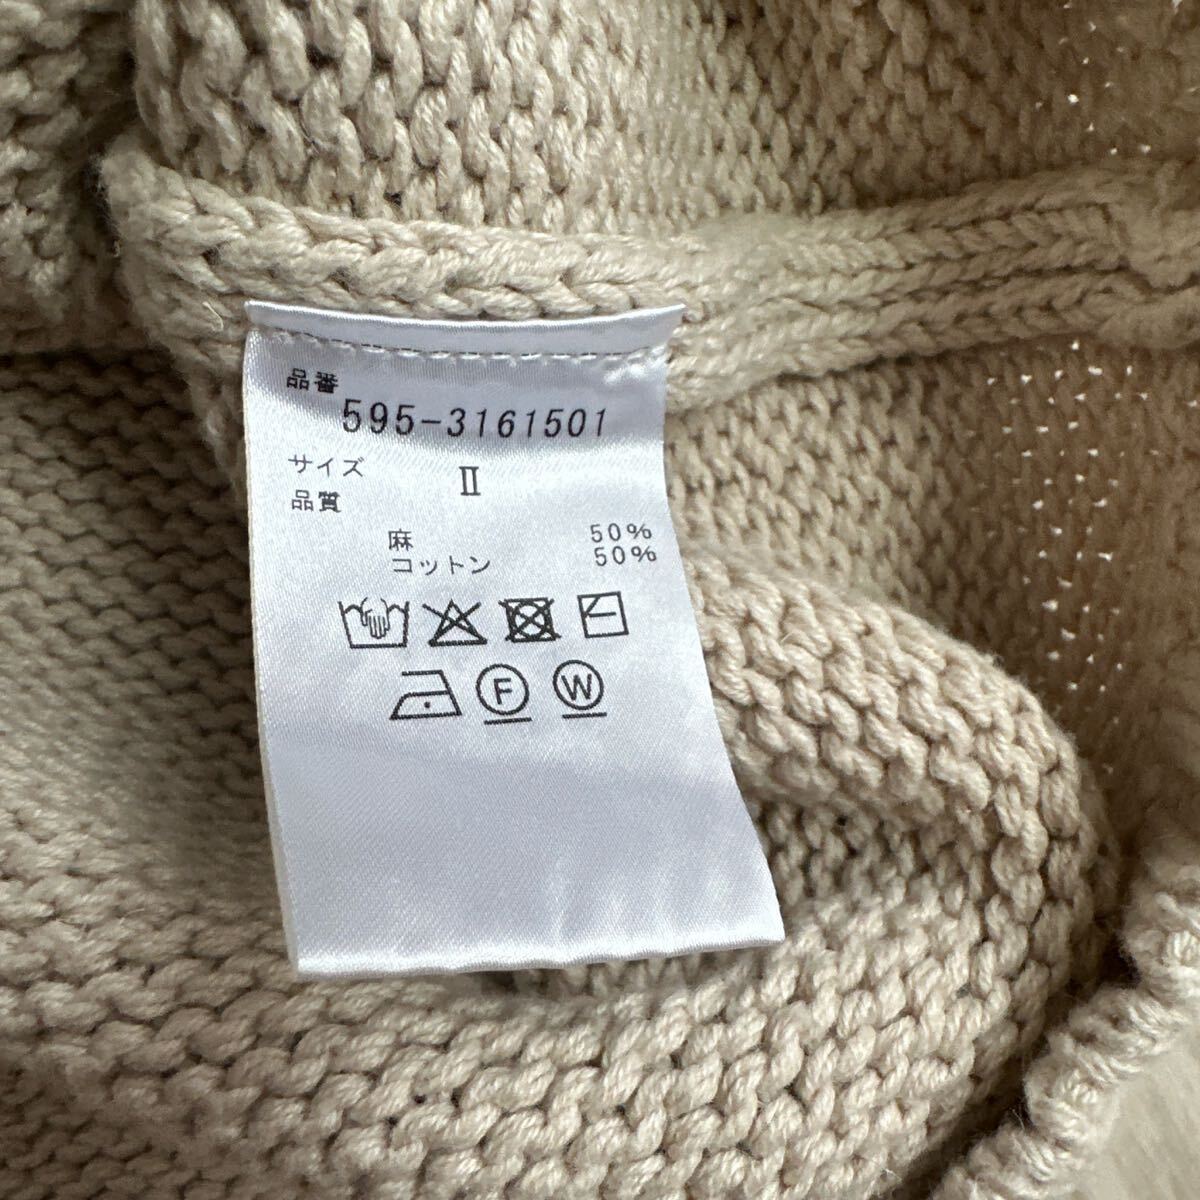 品番
595-3161501
サイズ Ⅱ
品質
麻 50%
コットン 50%
F W